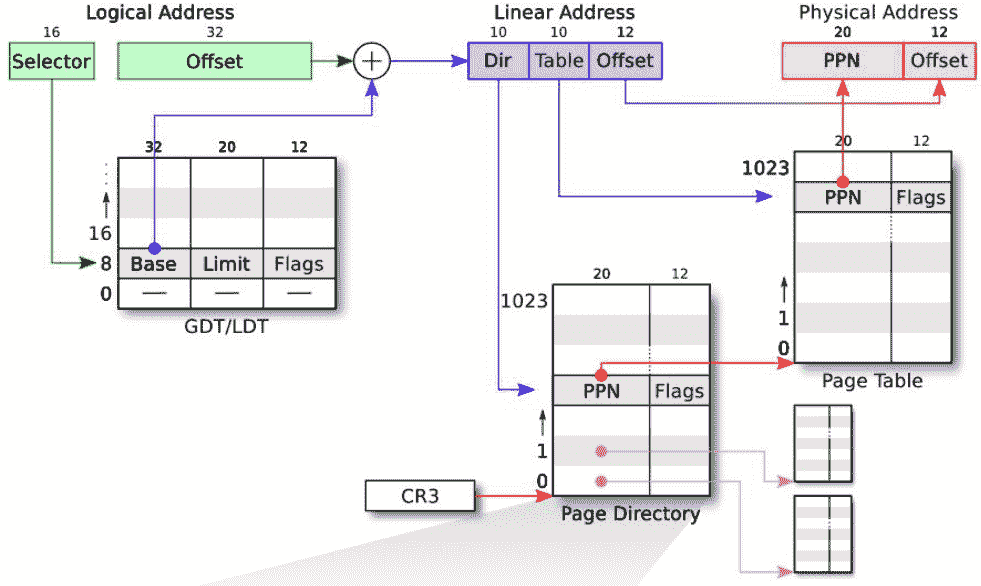 Logical Address
Linear Address
Physical Address
16
32
10
10
12
20
12
Selector
Offset
+
Dir
Table
Offset
PPN
Offset
32
20
12
16
8
Base
Limit
Flags
0
—
—
—
GDT/LDT
20
12
1023
PPN
Flags
1
0
Page Table
20
12
1023
PPN
Flags
1
0
CR3
Page Directory